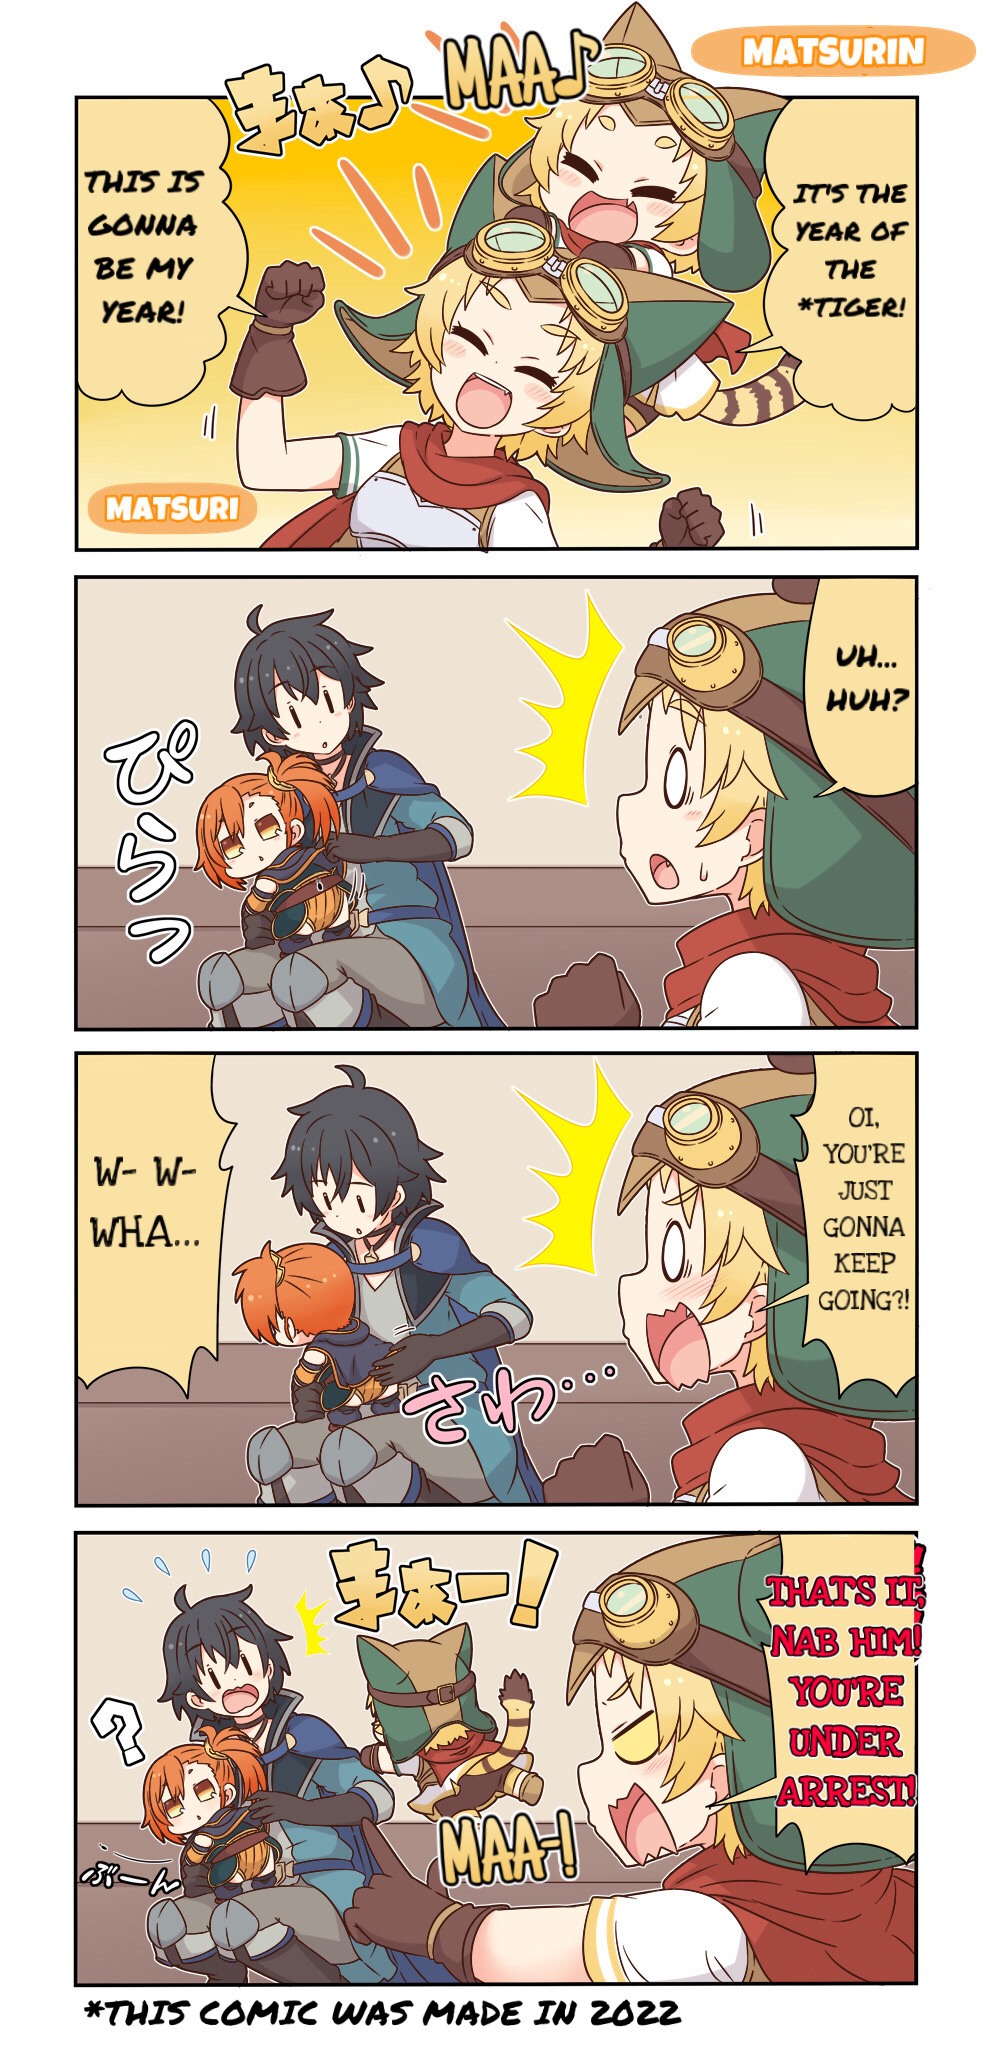 MATSURIN
まぁ♪
MAA♪
IT'S THE
YEAR OF
THE
*TIGER!
THIS IS
GONNA
BE MY
YEAR!
MATSURI
UH...
HUH?
ぴらっ
OI,
YOU'RE
JUST
GONNA
KEEP
GOING?!
W- W-
WHA...
さわ…
THAT'S IT,
NAB HIM!
YOU'RE
UNDER
ARREST!
まぁー!
MAA-!
?
ぶーん
*THIS COMIC WAS MADE IN 2022